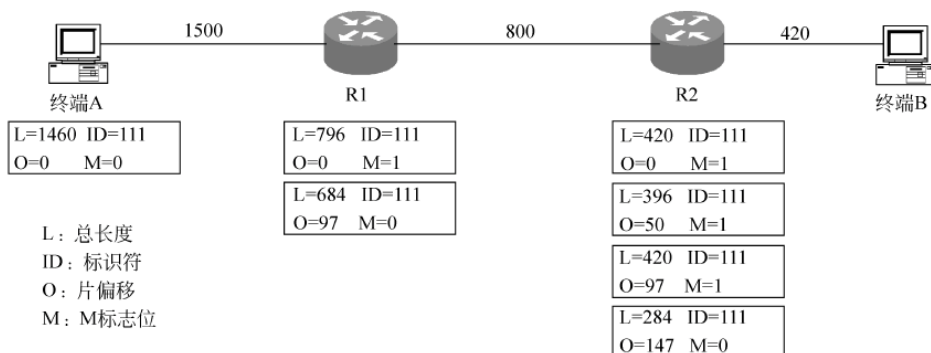 1500
800
420
终端A
R1
R2
终端B
L=1460 ID=111
O=0 M=0
L=796 ID=111
O=0 M=1
L=684 ID=111
O=97 M=0
L=420 ID=111
O=0 M=1
L=396 ID=111
O=50 M=1
L=420 ID=111
O=97 M=1
L=284 ID=111
O=147 M=0
L：总长度
ID：标识符
O：片偏移
M：M标志位